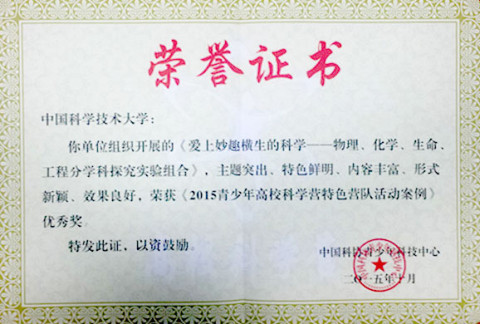 荣誉证书
中国科学技术大学：
你单位组织开展的《爱上妙趣横生的科学——物理、化学、生命、
工程分学科探究实验组合》，主题突出、特色鲜明、内容丰富、形式
新颖、效果良好，荣获《2015青少年高校科学营特色营队活动案例》
优秀奖。
特发此证，以资鼓励。
中国科协青少年科技中心
二〇一五年十月